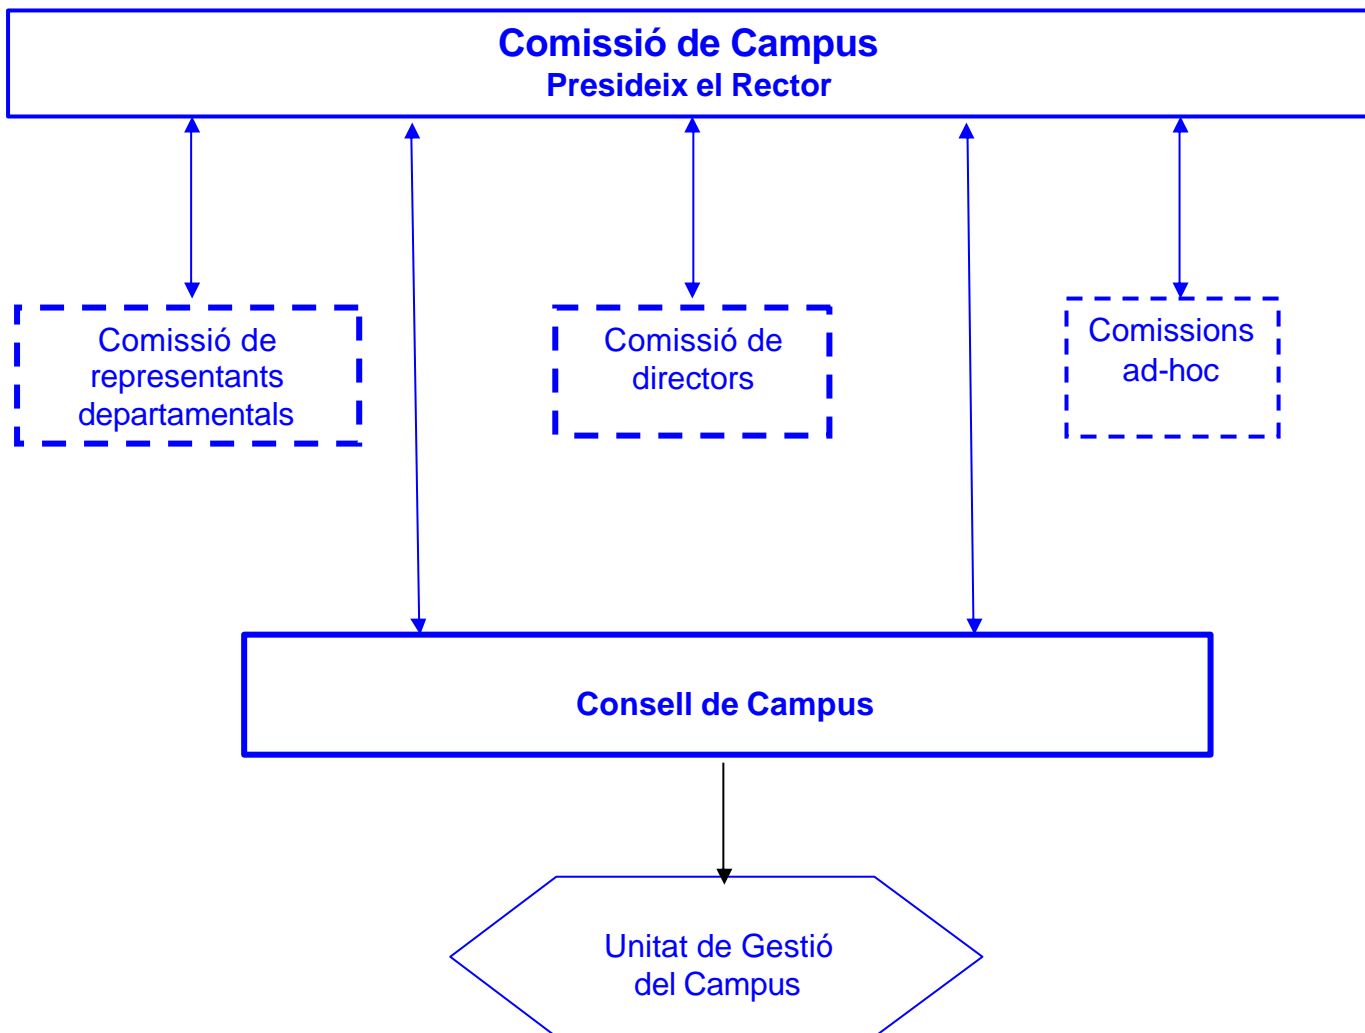 Comissió de Campus
Presideix el Rector
Comissió de
representants
departamentals
Comissió de
directors
Comissions
ad-hoc
Consell de Campus
Unitat de Gestió
del Campus